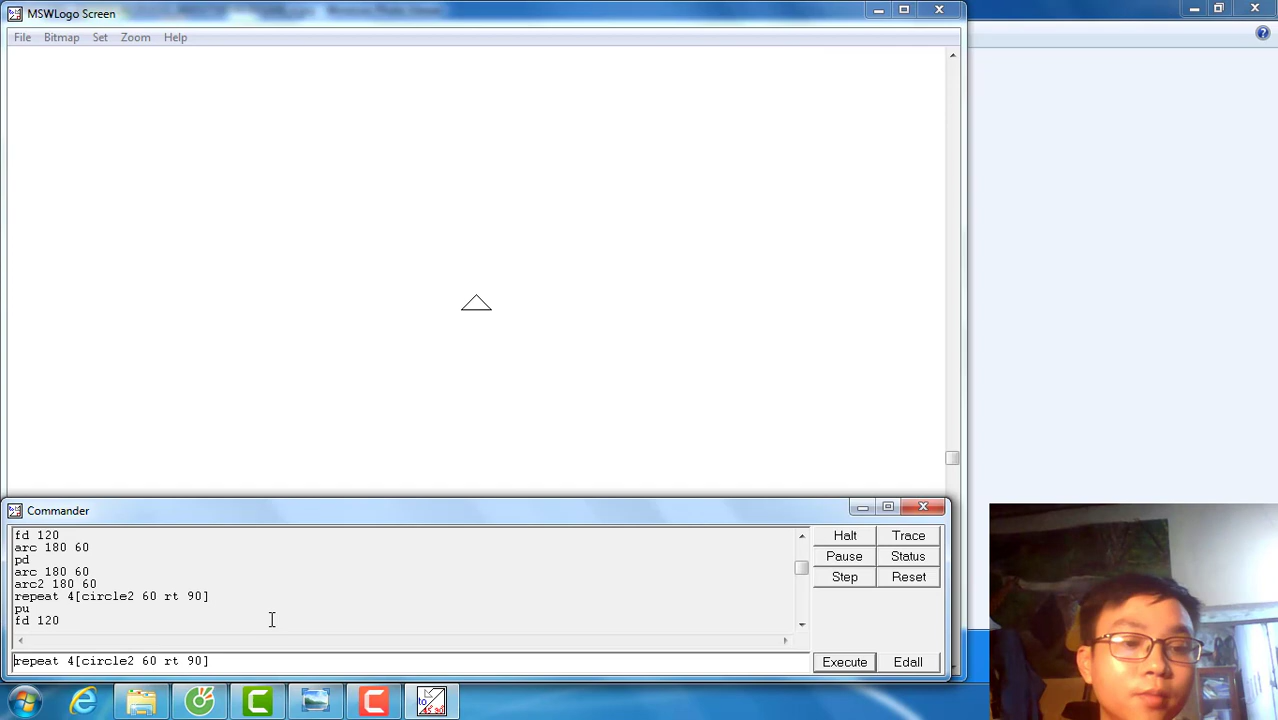 MSWLogo Screen
File Bitmap Set Zoom Help
Commander
fd 120
arc 180 60
pd
arc 180 60
arc2 180 60
repeat 4[circle2 60 rt 90]
pu
fd 120
repeat 4[circle2 60 rt 90]
Halt Trace
Pause Status
Step Reset
Execute Edall